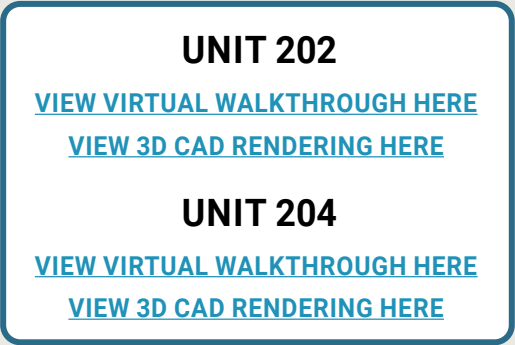 UNIT 202
VIEW VIRTUAL WALKTHROUGH HERE
VIEW 3D CAD RENDERING HERE
UNIT 204
VIEW VIRTUAL WALKTHROUGH HERE
VIEW 3D CAD RENDERING HERE